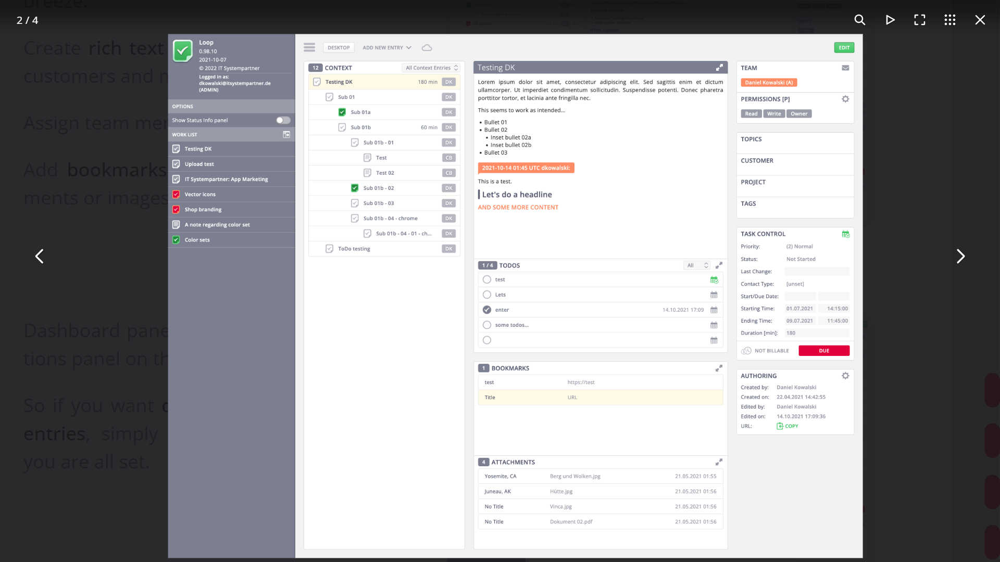 breeze.
2 / 4
Create rich text
customers and m
Assign team mem
Add bookmarks
ments or images
Dashboard pane
tions panel on th
So if you want
entries, simply
you are all set.
Loop
0.98.10
2021-10-07
© 2022 IT Systempartner
Logged in as:
dkowalski@itsystempartner.de
(ADMIN)
OPTIONS
Show Status Info panel
WORK LIST
Testing DK
Upload test
IT Systempartner: App Marketing
Vector icons
Shop branding
A note regarding color set
Color sets
DESKTOP
ADD NEW ENTRY
EDIT
12 CONTEXT All Context Entries
Testing DK 180 min DK
Sub 01 DK
Sub 01a DK
Sub 01b 60 min DK
Sub 01b - 01 DK
Test CB
Test 02 CB
Sub 01b - 02 DK
Sub 01b - 03 DK
Sub 01b - 04 - chrome DK
Sub 01b - 04 - 01 - ch... DK
ToDo testing DK
Testing DK
Lorem ipsum dolor sit amet, consectetur adipiscing elit. Sed sagittis enim et dictum
ullamcorper. Ut imperdiet condimentum sollicitudin. Suspendisse potenti. Donec pharetra
porttitor tortor, et lacinia ante fringilla nec.
This seems to work as intended...
• Bullet 01
• Bullet 02
• Inset bullet 02a
• Inset bullet 02b
• Bullet 03
2021-10-14 01:45 UTC dkowalski:
This is a test.
Let's do a headline
AND SOME MORE CONTENT
1 / 4 TODOS All
test
Lets
enter 14.10.2021 17:09
some todos...
1 BOOKMARKS
test https://test
Title URL
4 ATTACHMENTS
Yosemite, CA Berg und Wolken.jpg 21.05.2021 01:55
Juneau, AK Hütte.jpg 21.05.2021 01:56
No Title Vinca.jpg 21.05.2021 01:56
No Title Dokument 02.pdf 21.05.2021 01:56
TEAM
Daniel Kowalski (A)
PERMISSIONS [P]
Read Write Owner
TOPICS
CUSTOMER
PROJECT
TAGS
TASK CONTROL
Priority: (2) Normal
Status: Not Started
Last Change:
Contact Type: [unset]
Start/Due Date:
Starting Time: 01.07.2021 14:15:00
Ending Time: 09.07.2021 11:45:00
Duration [min]: 180
NOT BILLABLE DUE
AUTHORING
Created by: Daniel Kowalski
Created on: 22.04.2021 14:42:55
Edited by: Daniel Kowalski
Edited on: 14.10.2021 17:09:36
URL: COPY